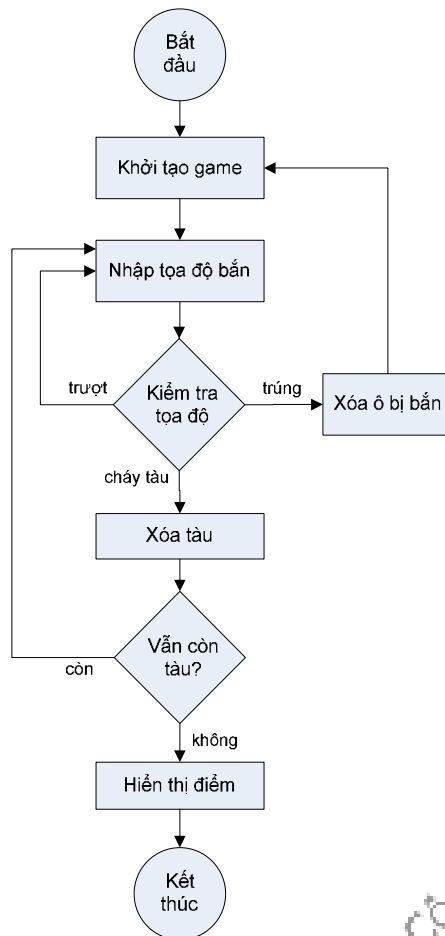 Bắt
đầu
Khởi tạo game
Nhập tọa độ bắn
trượt
Kiểm tra
tọa độ
trúng
Xóa ô bị bắn
cháy tàu
Xóa tàu
Vẫn còn
tàu?
còn
không
Hiển thị điểm
Kết
thúc